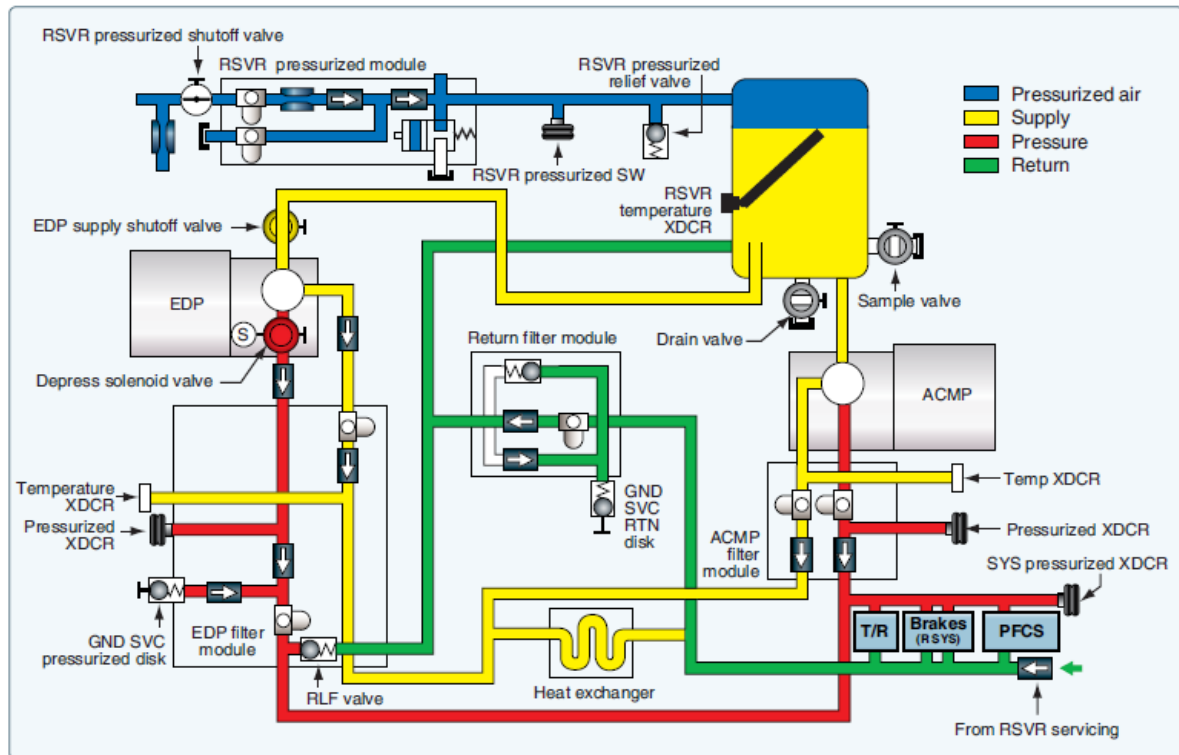 RSVR pressurized shutoff valve
RSVR pressurized module
RSVR pressurized
relief valve
Pressurized air
Supply
Pressure
Return
RSVR pressurized SW
RSVR
temperature
XDCR
EDP supply shutoff valve
EDP
S
Depress solenoid valve
Sample valve
Drain valve
Return filter module
ACMP
Temperature
XDCR
Pressurized
XDCR
GND
SVC
RTN
disk
Temp XDCR
Pressurized XDCR
ACMP
filter
module
SYS pressurized XDCR
GND SVC
pressurized disk
EDP filter
module
RLF valve
Heat exchanger
T/R
Brakes
(R SYS)
PFCS
From RSVR servicing